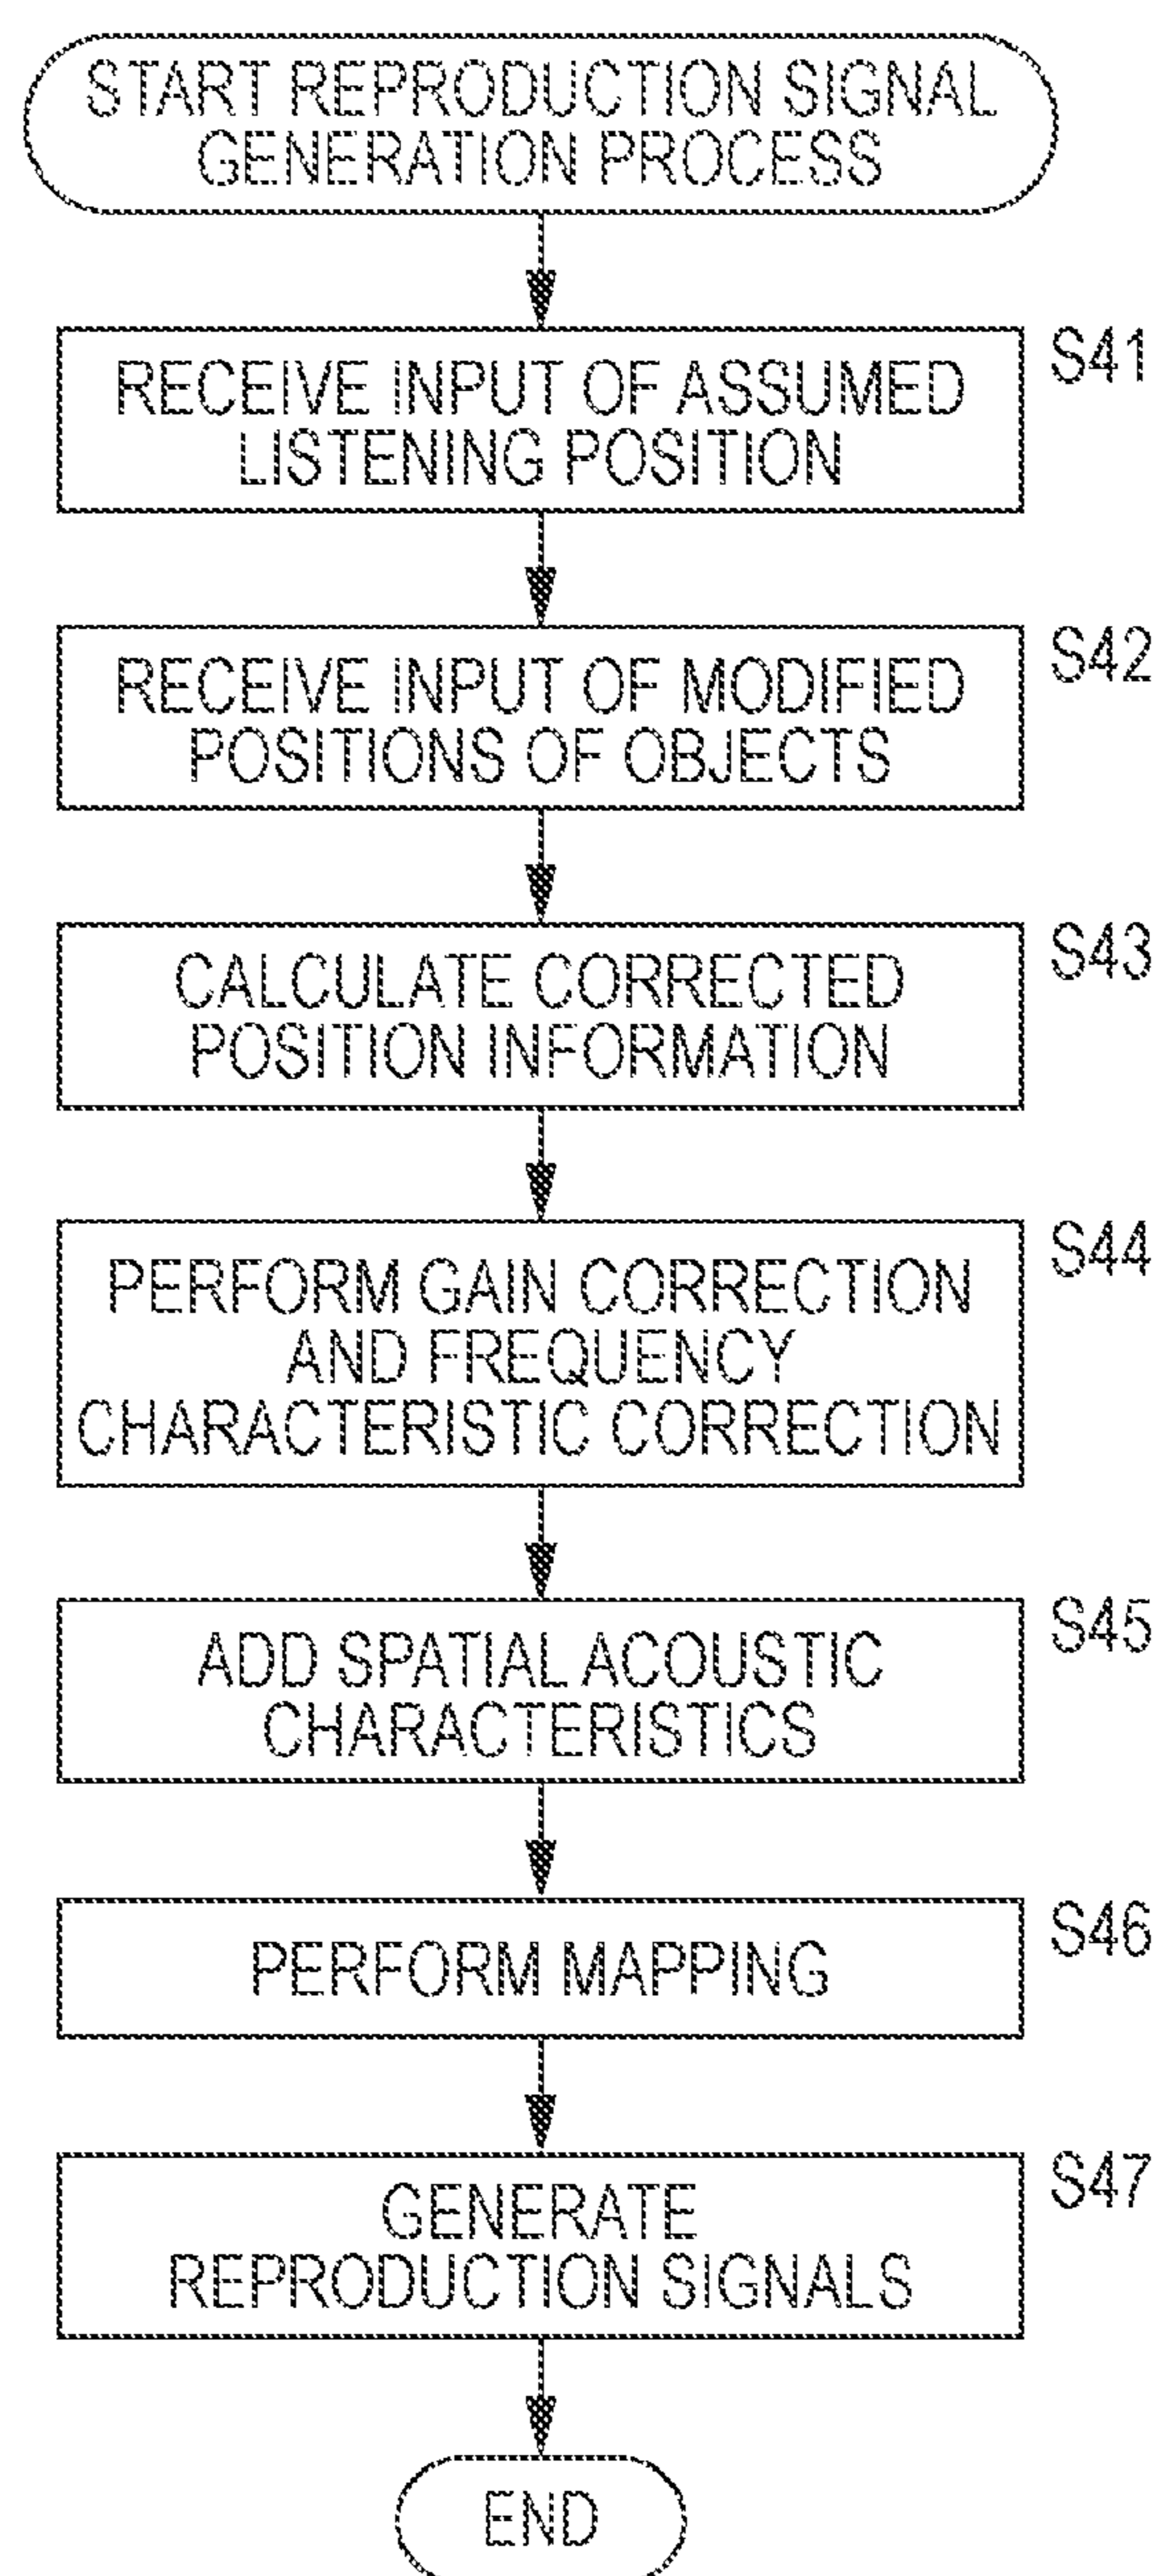 START REPRODUCTION SIGNAL
GENERATION PROCESS
RECEIVE INPUT OF ASSUMED
LISTENING POSITION
S41
RECEIVE INPUT OF MODIFIED
POSITIONS OF OBJECTS
S42
CALCULATE CORRECTED
POSITION INFORMATION
S43
PERFORM GAIN CORRECTION
AND FREQUENCY
CHARACTERISTIC CORRECTION
S44
ADD SPATIAL ACOUSTIC
CHARACTERISTICS
S45
PERFORM MAPPING
S46
GENERATE
REPRODUCTION SIGNALS
S47
END